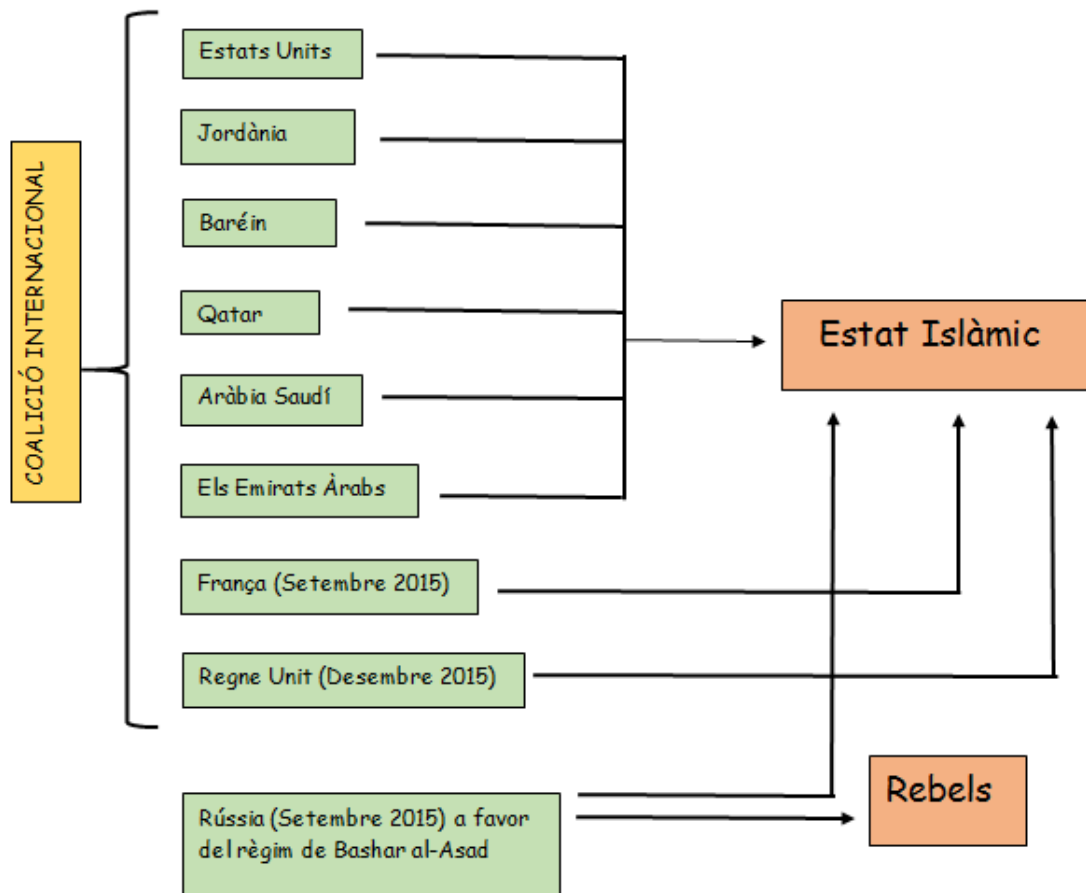 COALICIÓ INTERNACIONAL
Estats Units
Jordània
Baréin
Qatar
Aràbia Saudí
Els Emirats Àrabs
França (Setembre 2015)
Regne Unit (Desembre 2015)
Rússia (Setembre 2015) a favor
del règim de Bashar al-Asad
Estat Islàmic
Rebels